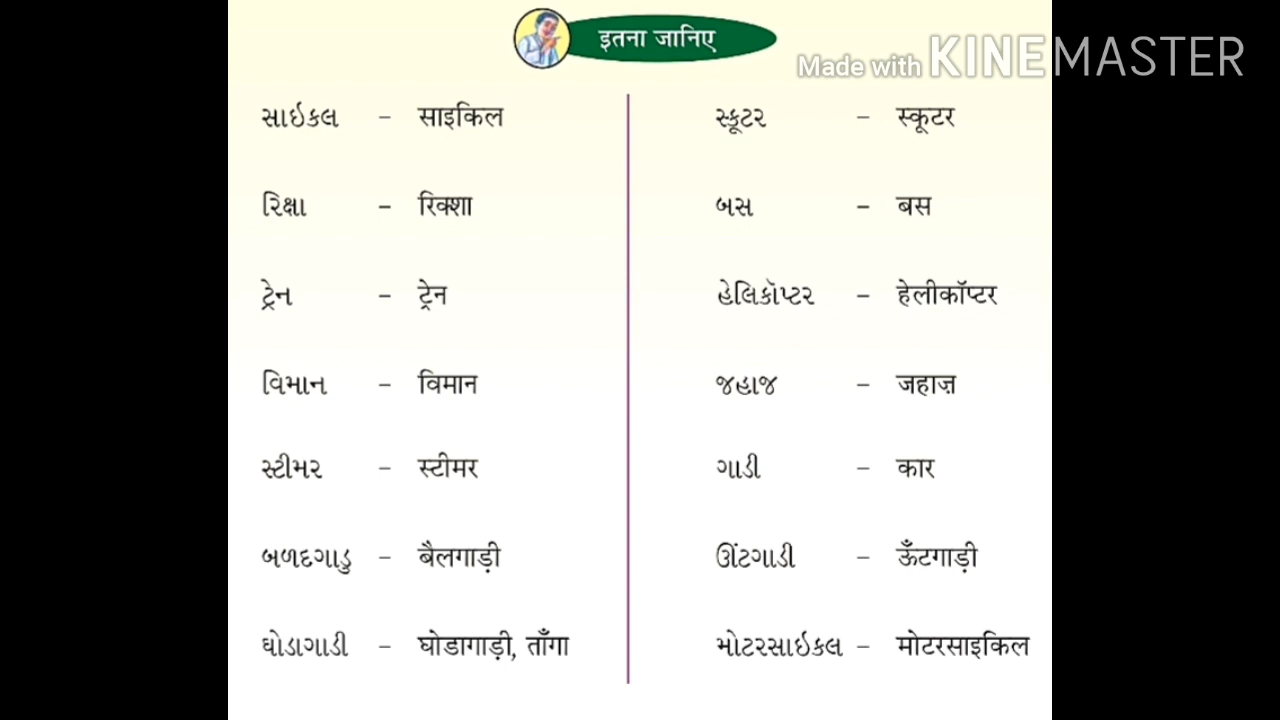 इतना जानिए
Made with KINEMASTER
સાઇકલ - साइकिल
રિક્ષા - रिक्शा
ટ્રેન - ट्रेन
વિમાન - विमान
સ્ટીમર - स्टीमर
બળદગાડુ - बैलगाड़ी
ઘોડાગાડી - घोडागाड़ी, ताँगा
સ્કૂટર - स्कूटर
બસ - बस
હેલિકૉપ્ટર - हेलीकॉप्टर
જહાજ - जहाज़
ગાડી - कार
ઊંટગાડી - ऊँटगाड़ी
મોટરસાઇકલ - मोटरसाइकिल